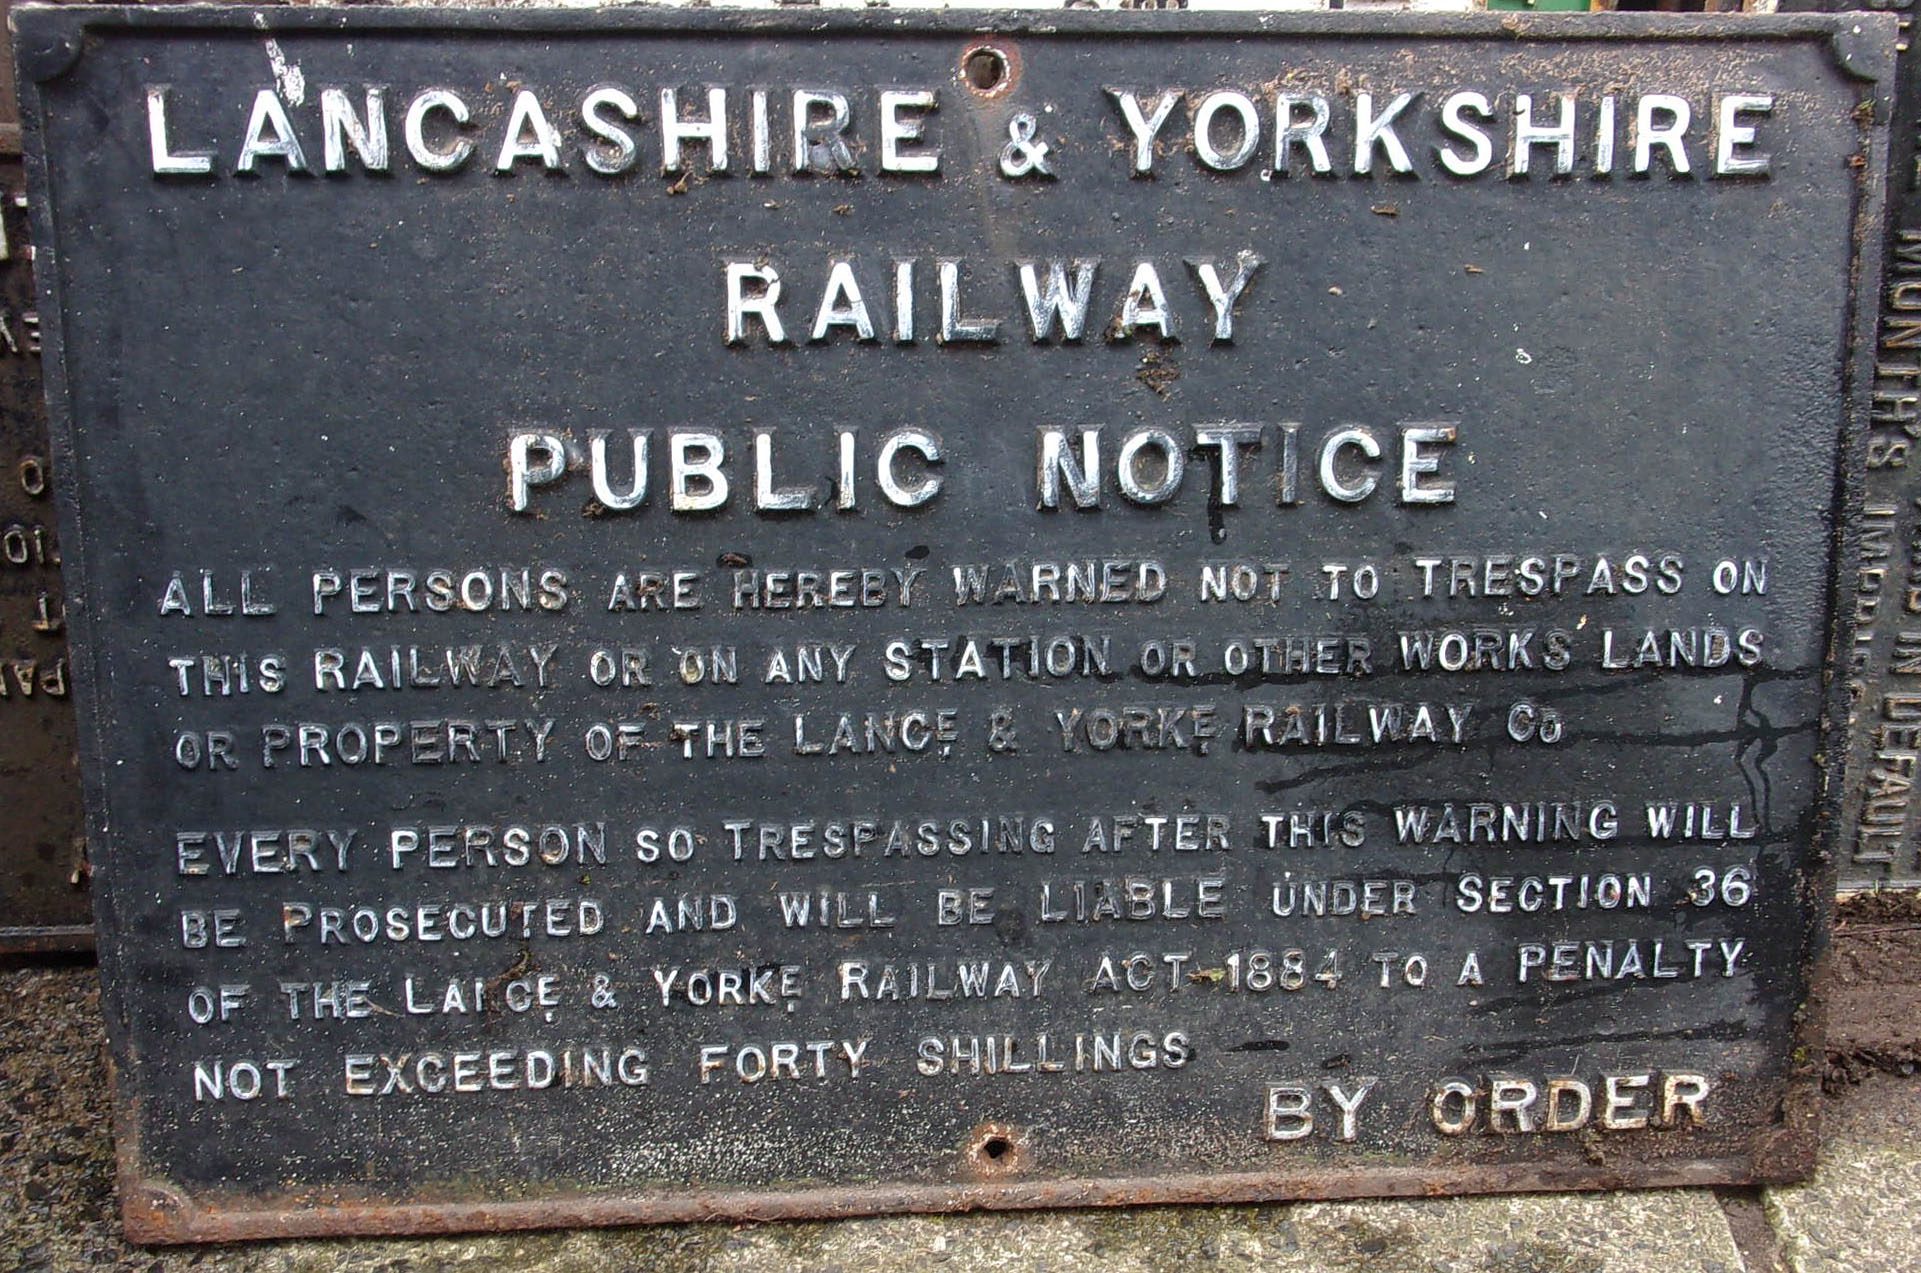 LANCASHIRE & YORKSHIRE
RAILWAY
PUBLIC NOTICE
ALL PERSONS ARE HEREBY WARNED NOT TO TRESPASS ON
THIS RAILWAY OR ON ANY STATION OR OTHER WORKS LANDS
OR PROPERTY OF THE LANCE & YORKE RAILWAY Co
EVERY PERSON SO TRESPASSING AFTER THIS WARNING WILL
BE PROSECUTED AND WILL BE LIABLE UNDER SECTION 36
OF THE LANCE & YORKE RAILWAY ACT 1884 TO A PENALTY
NOT EXCEEDING FORTY SHILLINGS
BY ORDER
IN DEFAULT